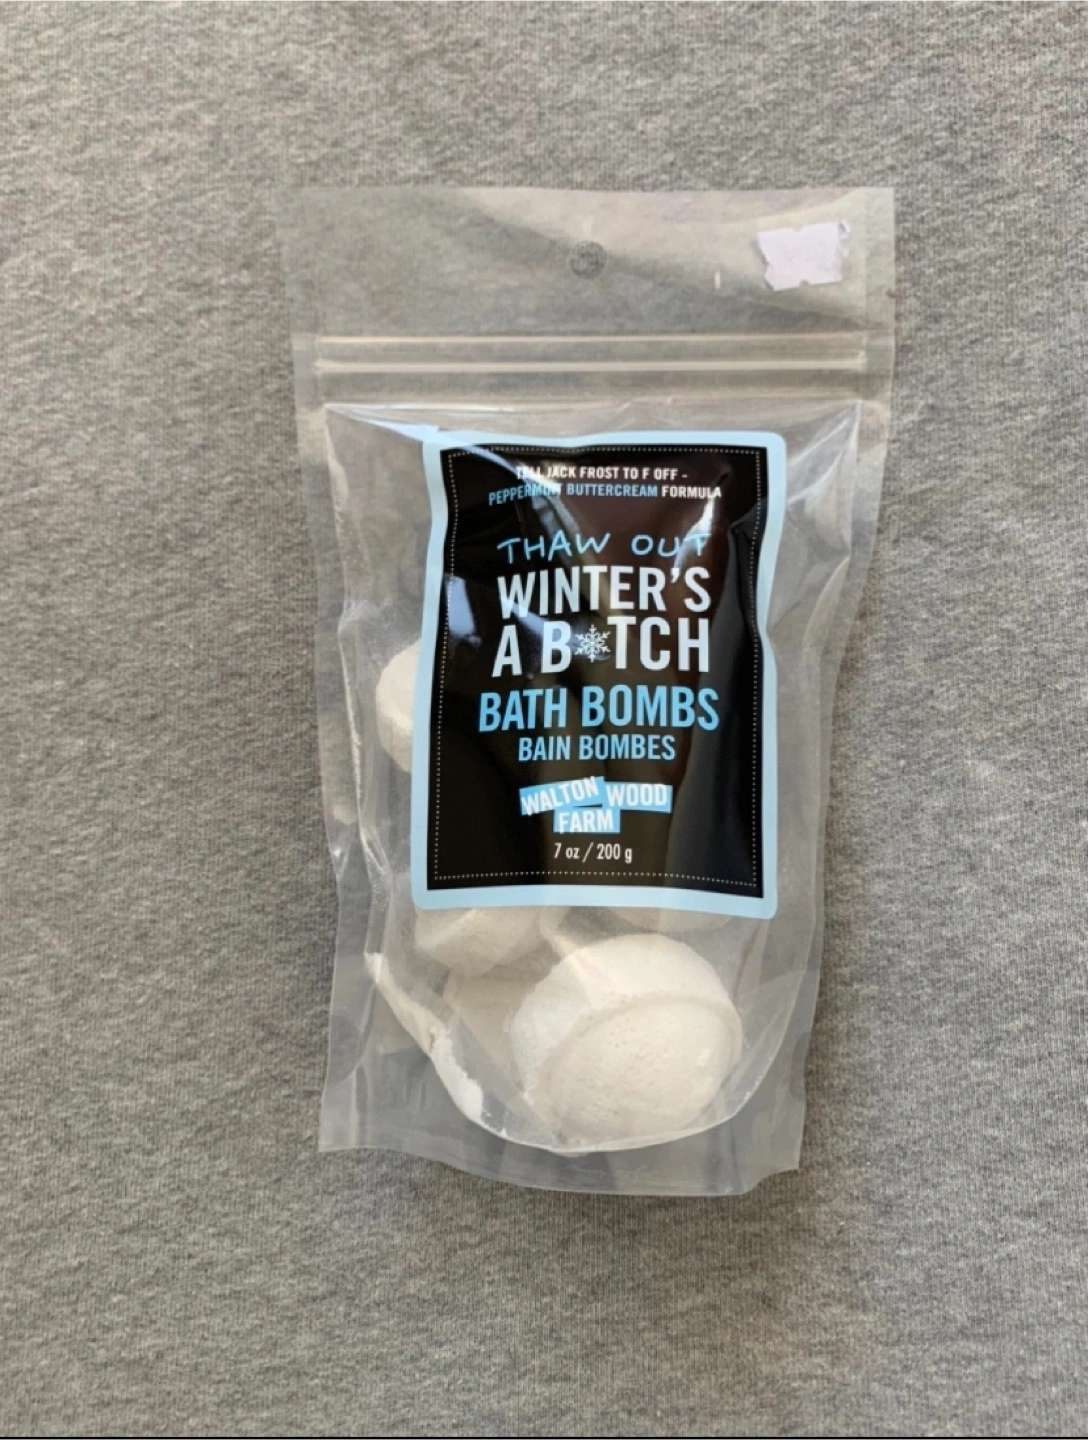 TELL JACK FROST TO F OFF -
PEPPERMINT BUTTERCREAM FORMULA
THAW OUT
WINTER'S
A B*TCH
BATH BOMBS
BAIN BOMBES
WALTON WOOD
FARM
7 oz / 200 g